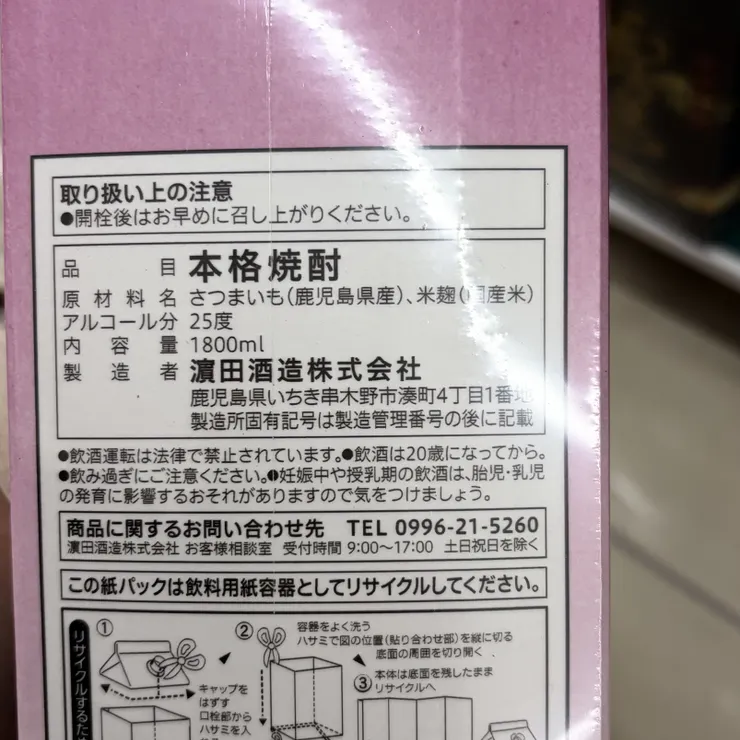 取り扱い上の注意
●開栓後はお早めに召し上がりください。
品目 本格焼酎
原材料名 さつまいも(鹿児島県産)、米麹(国産米)
アルコール分 25度
内容量 1800ml
製造者 濵田酒造株式会社
鹿児島県いちき串木野市湊町4丁目1番地
製造所固有記号は製造管理番号の後に記載
●飲酒運転は法律で禁止されています。●飲酒は20歳になってから。
●飲み過ぎにご注意ください。●妊娠中や授乳期の飲酒は、胎児・乳児
の発育に影響するおそれがありますので気をつけましょう。
商品に関するお問い合わせ先 TEL 0996-21-5260
濵田酒造株式会社 お客様相談室 受付時間 9:00〜17:00 土日祝日を除く
この紙パックは飲料用紙容器としてリサイクルしてください。
リサイクルするため
①
キャップを
はずす
口栓部から
ハサミを入
②
容器をよく洗う
ハサミで図の位置(貼り合わせ部)を縦に切る
底面の周囲を切り開く
③
本体は底面を残したまま
リサイクルへ